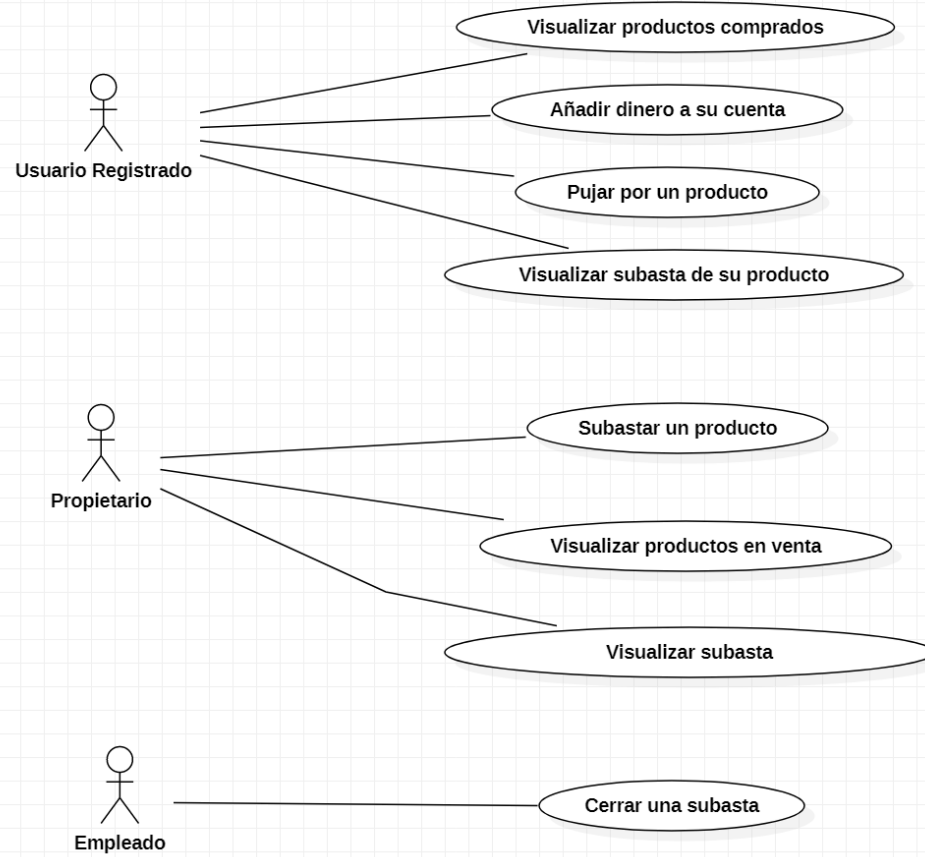 Visualizar productos comprados
Añadir dinero a su cuenta
Usuario Registrado
Pujar por un producto
Visualizar subasta de su producto
Subastar un producto
Propietario
Visualizar productos en venta
Visualizar subasta
Cerrar una subasta
Empleado